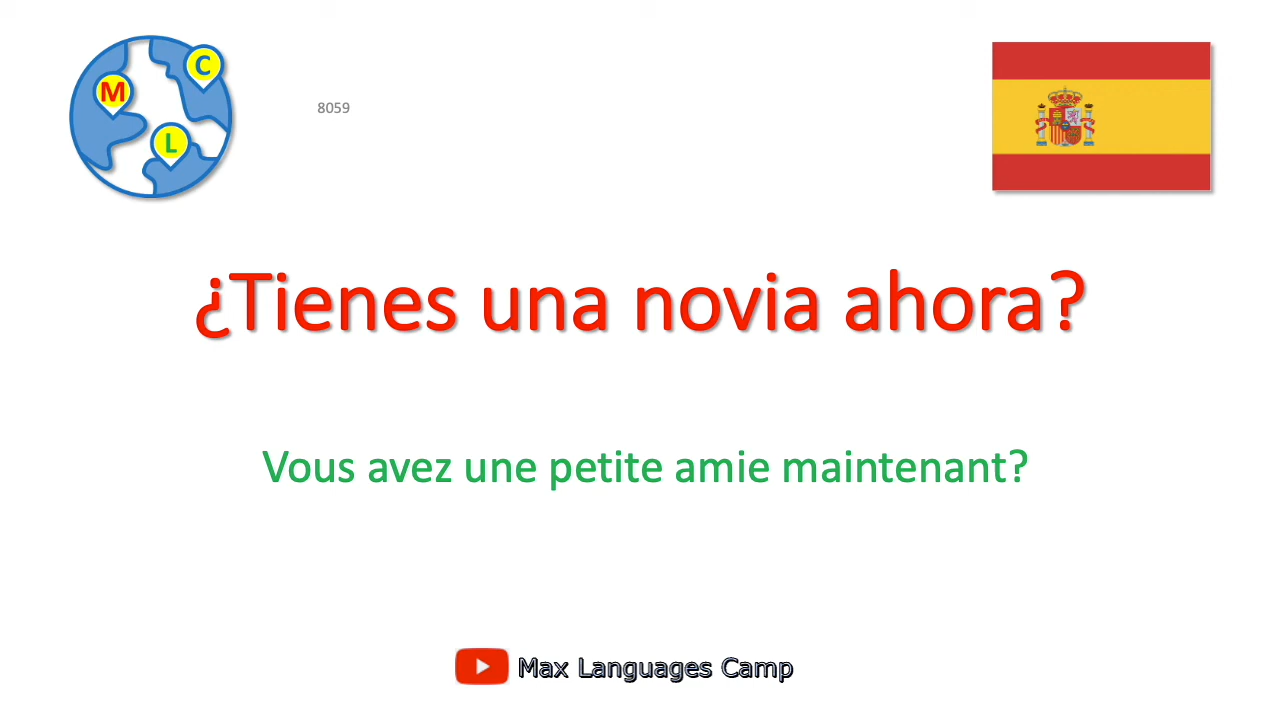 C
M
8059
L
¿Tienes una novia ahora?
Vous avez une petite amie maintenant?
Max Languages Camp